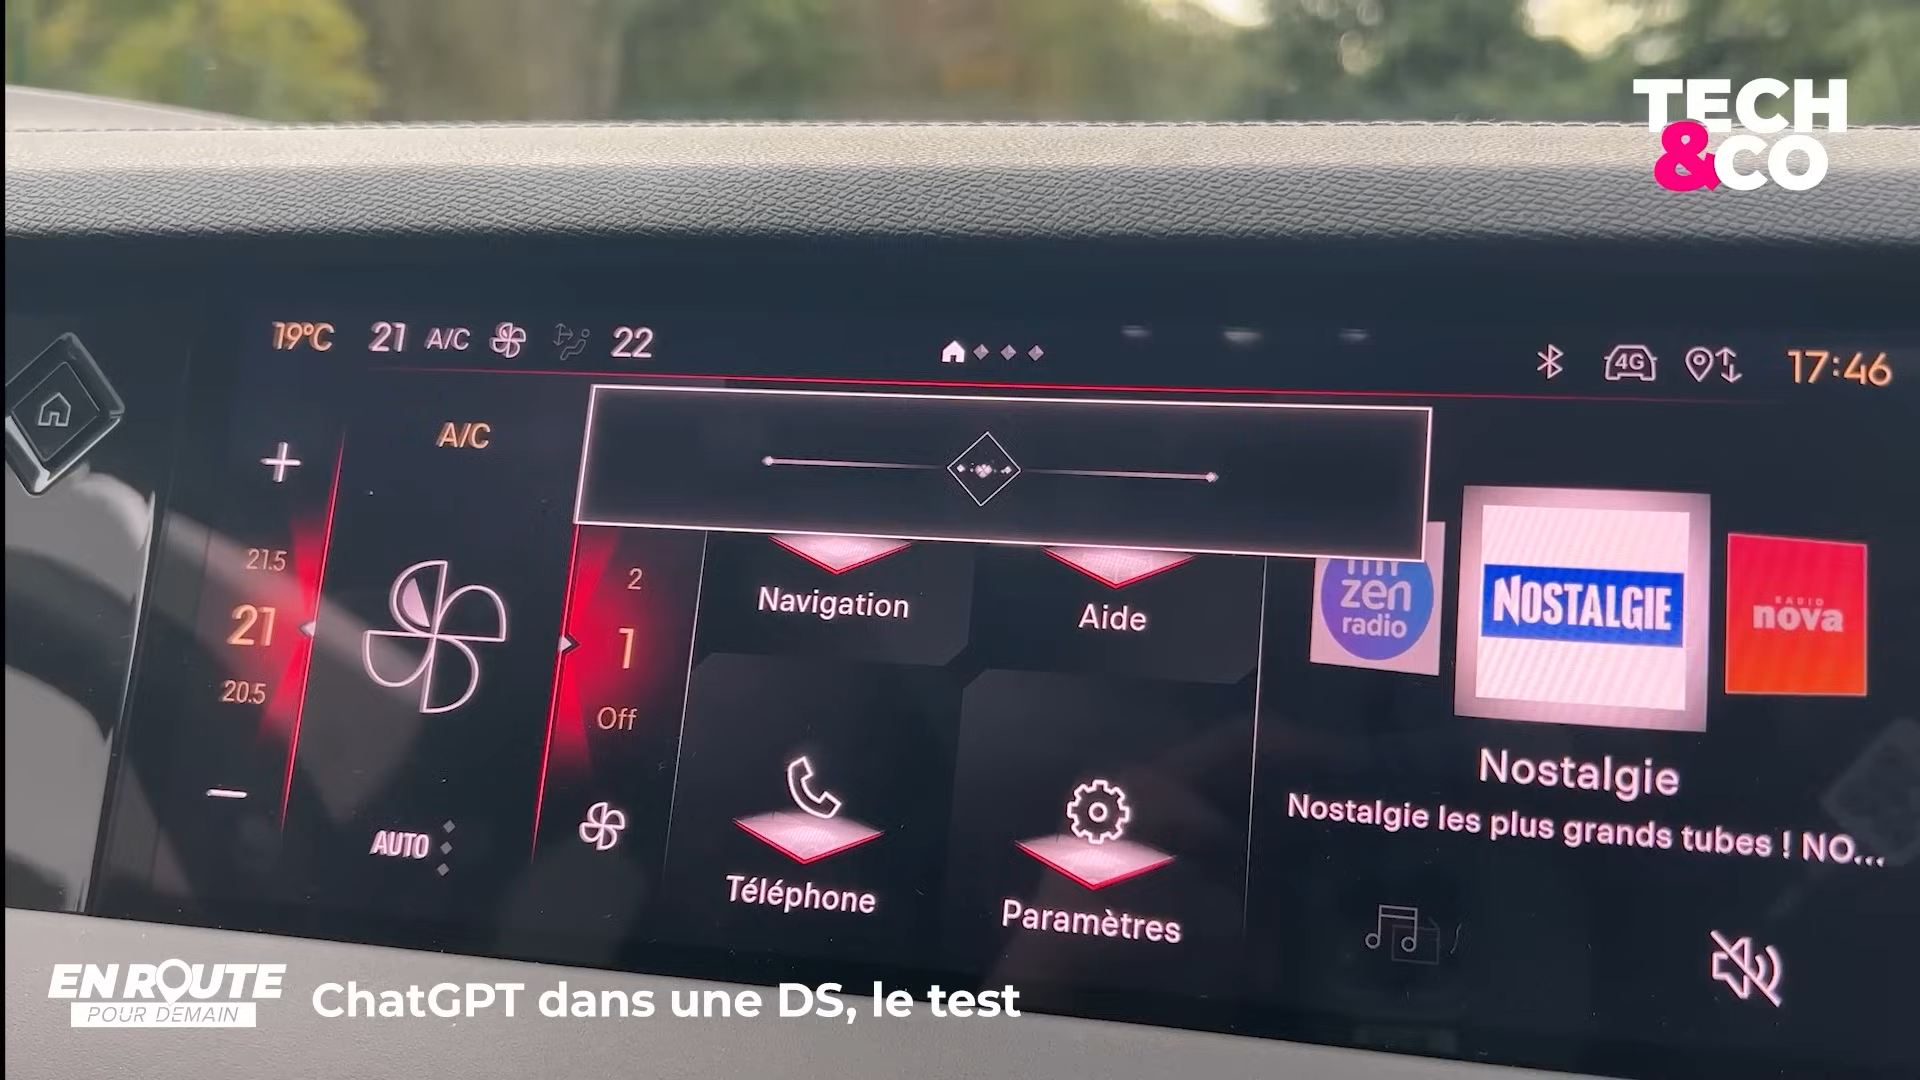 TECH
&CO
19°C 21 A/C 22
4G
17:46
A/C
21.5
21
20.5
AUTO
2
1
Off
Navigation
Aide
Téléphone
Paramètres
zen
radio
NOSTALGIE
RADIO
nova
Nostalgie
Nostalgie les plus grands tubes ! NO...
EN ROUTE
POUR DEMAIN
ChatGPT dans une DS, le test